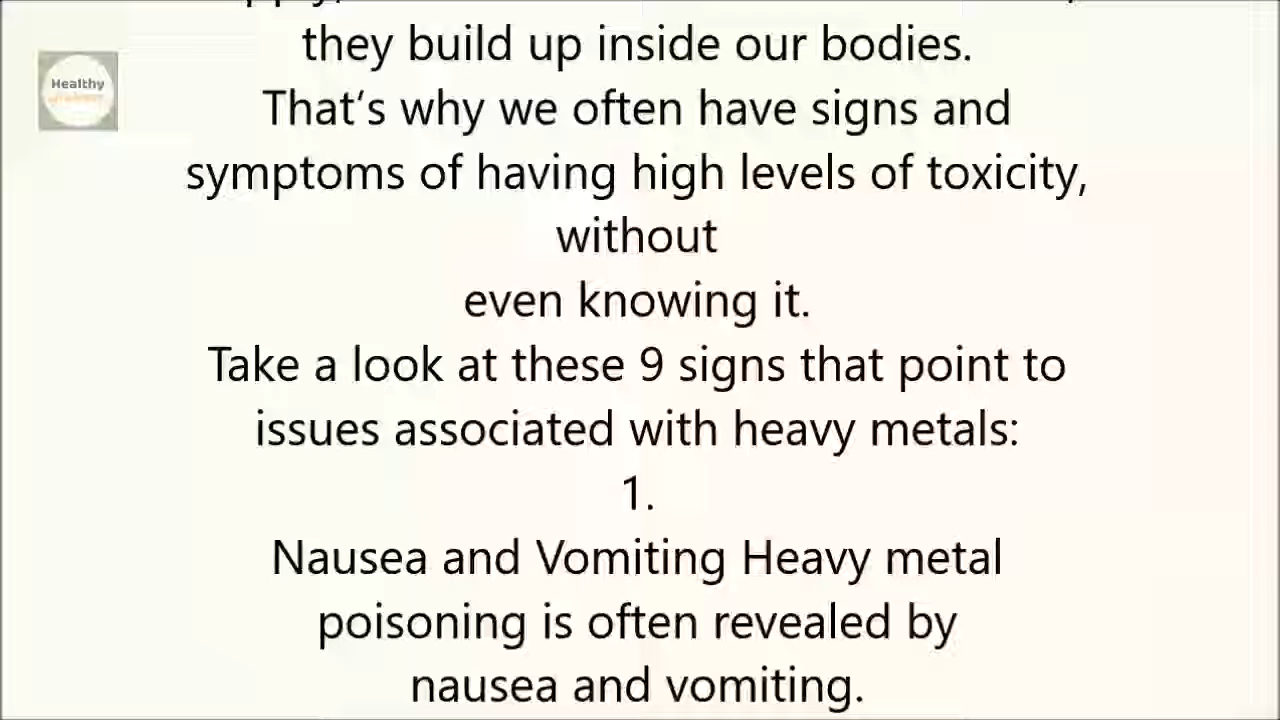 they build up inside our bodies.
Healthy
That’s why we often have signs and
symptoms of having high levels of toxicity,
without
even knowing it.
Take a look at these 9 signs that point to
issues associated with heavy metals:
1.
Nausea and Vomiting Heavy metal
poisoning is often revealed by
nausea and vomiting.